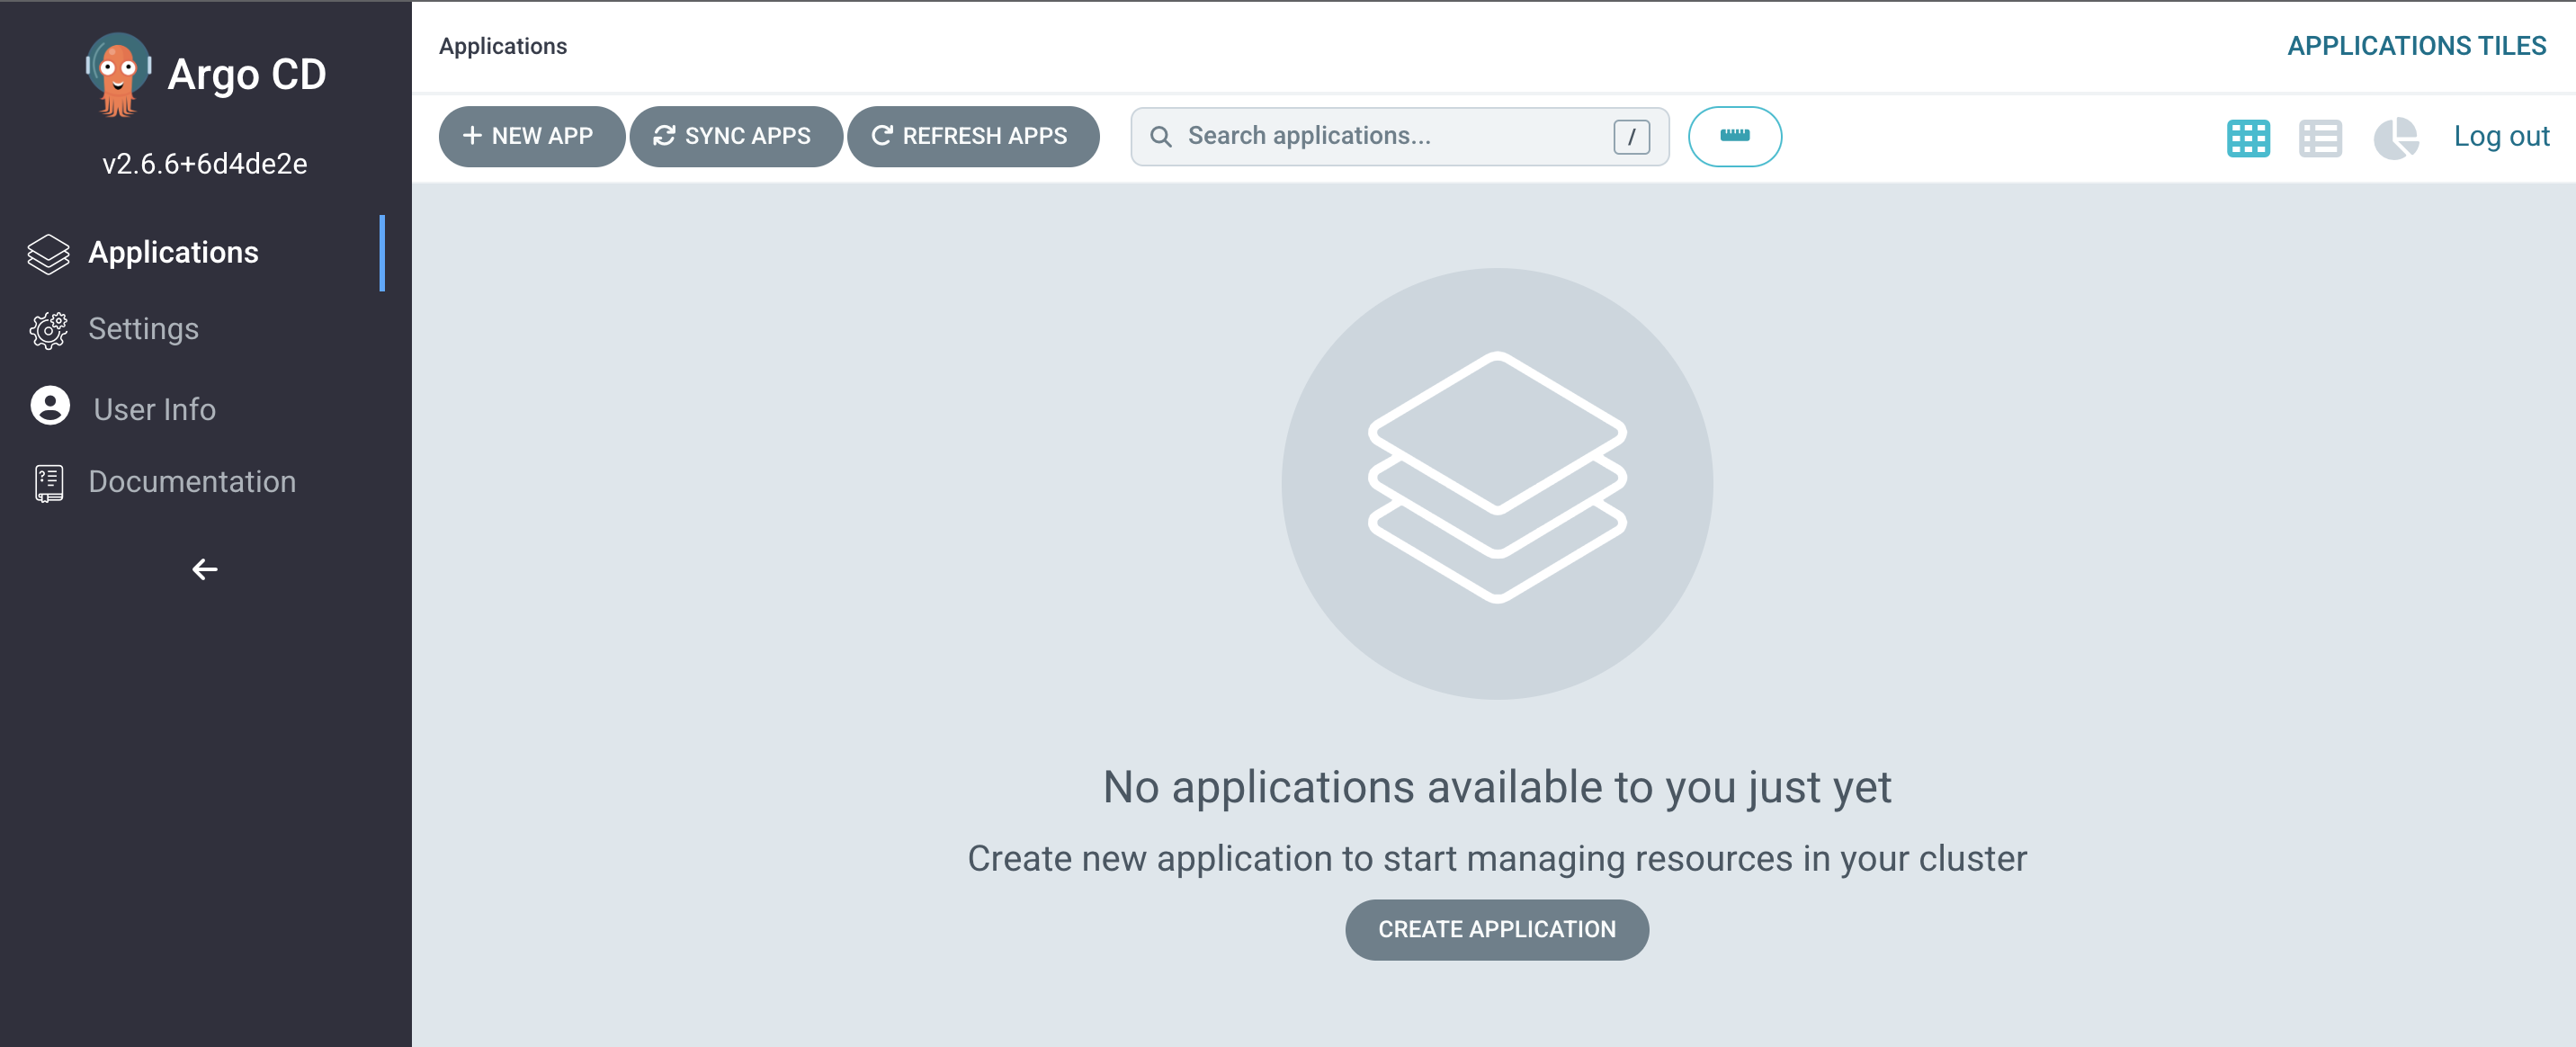 Argo CD
v2.6.6+6d4de2e
Applications
Settings
User Info
Documentation
Applications
APPLICATIONS TILES
+ NEW APP
SYNC APPS
REFRESH APPS
Search applications...
/
Log out
No applications available to you just yet
Create new application to start managing resources in your cluster
CREATE APPLICATION